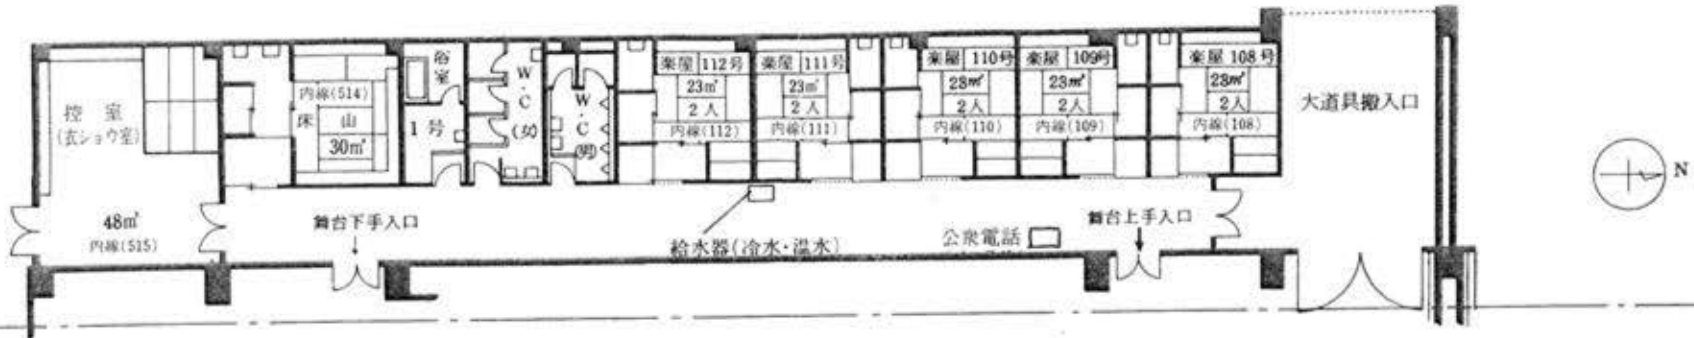 控室
(衣ショウ室)
48㎡
内線(515)
内線(514)
床山
30㎡
浴室
1号
W・C(女)
W・C(男)
楽屋 112号
23㎡
2人
内線(112)
楽屋 111号
23㎡
2人
内線(111)
楽屋 110号
23㎡
2人
内線(110)
楽屋 109号
23㎡
2人
内線(109)
楽屋 108号
23㎡
2人
内線(108)
大道具搬入口
N
舞台下手入口
給水器(冷水・温水)
公衆電話
舞台上手入口